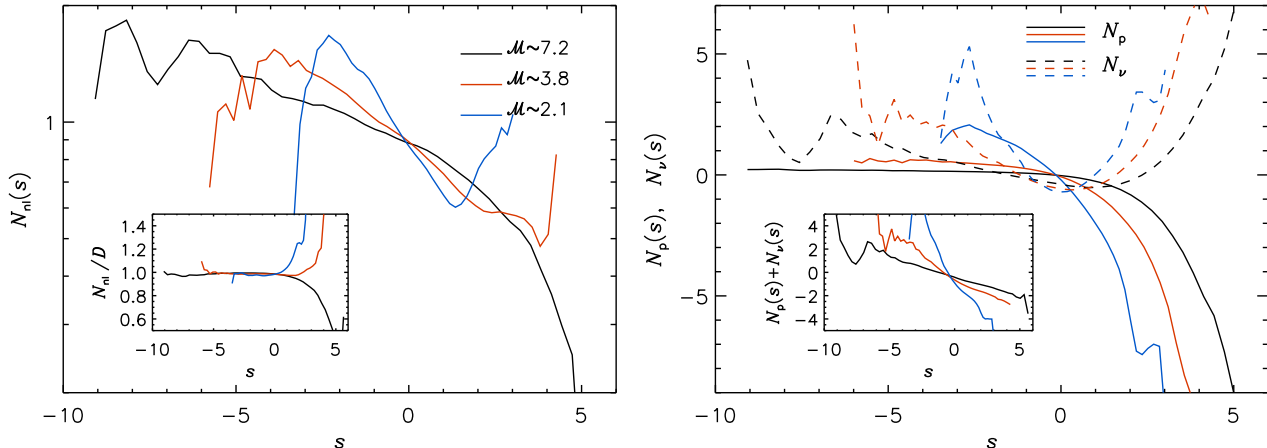 1
N_nl(s)
-10
-5
0
5
s
𝓜~7.2
𝓜~3.8
𝓜~2.1
1.4
1.2
1.0
0.8
0.6
N_nl/D
-10
-5
0
5
s
5
0
-5
N_p(s), N_ν(s)
-10
-5
0
5
s
N_p
N_ν
4
2
0
-2
-4
N_p(s)+N_ν(s)
-10
-5
0
5
s